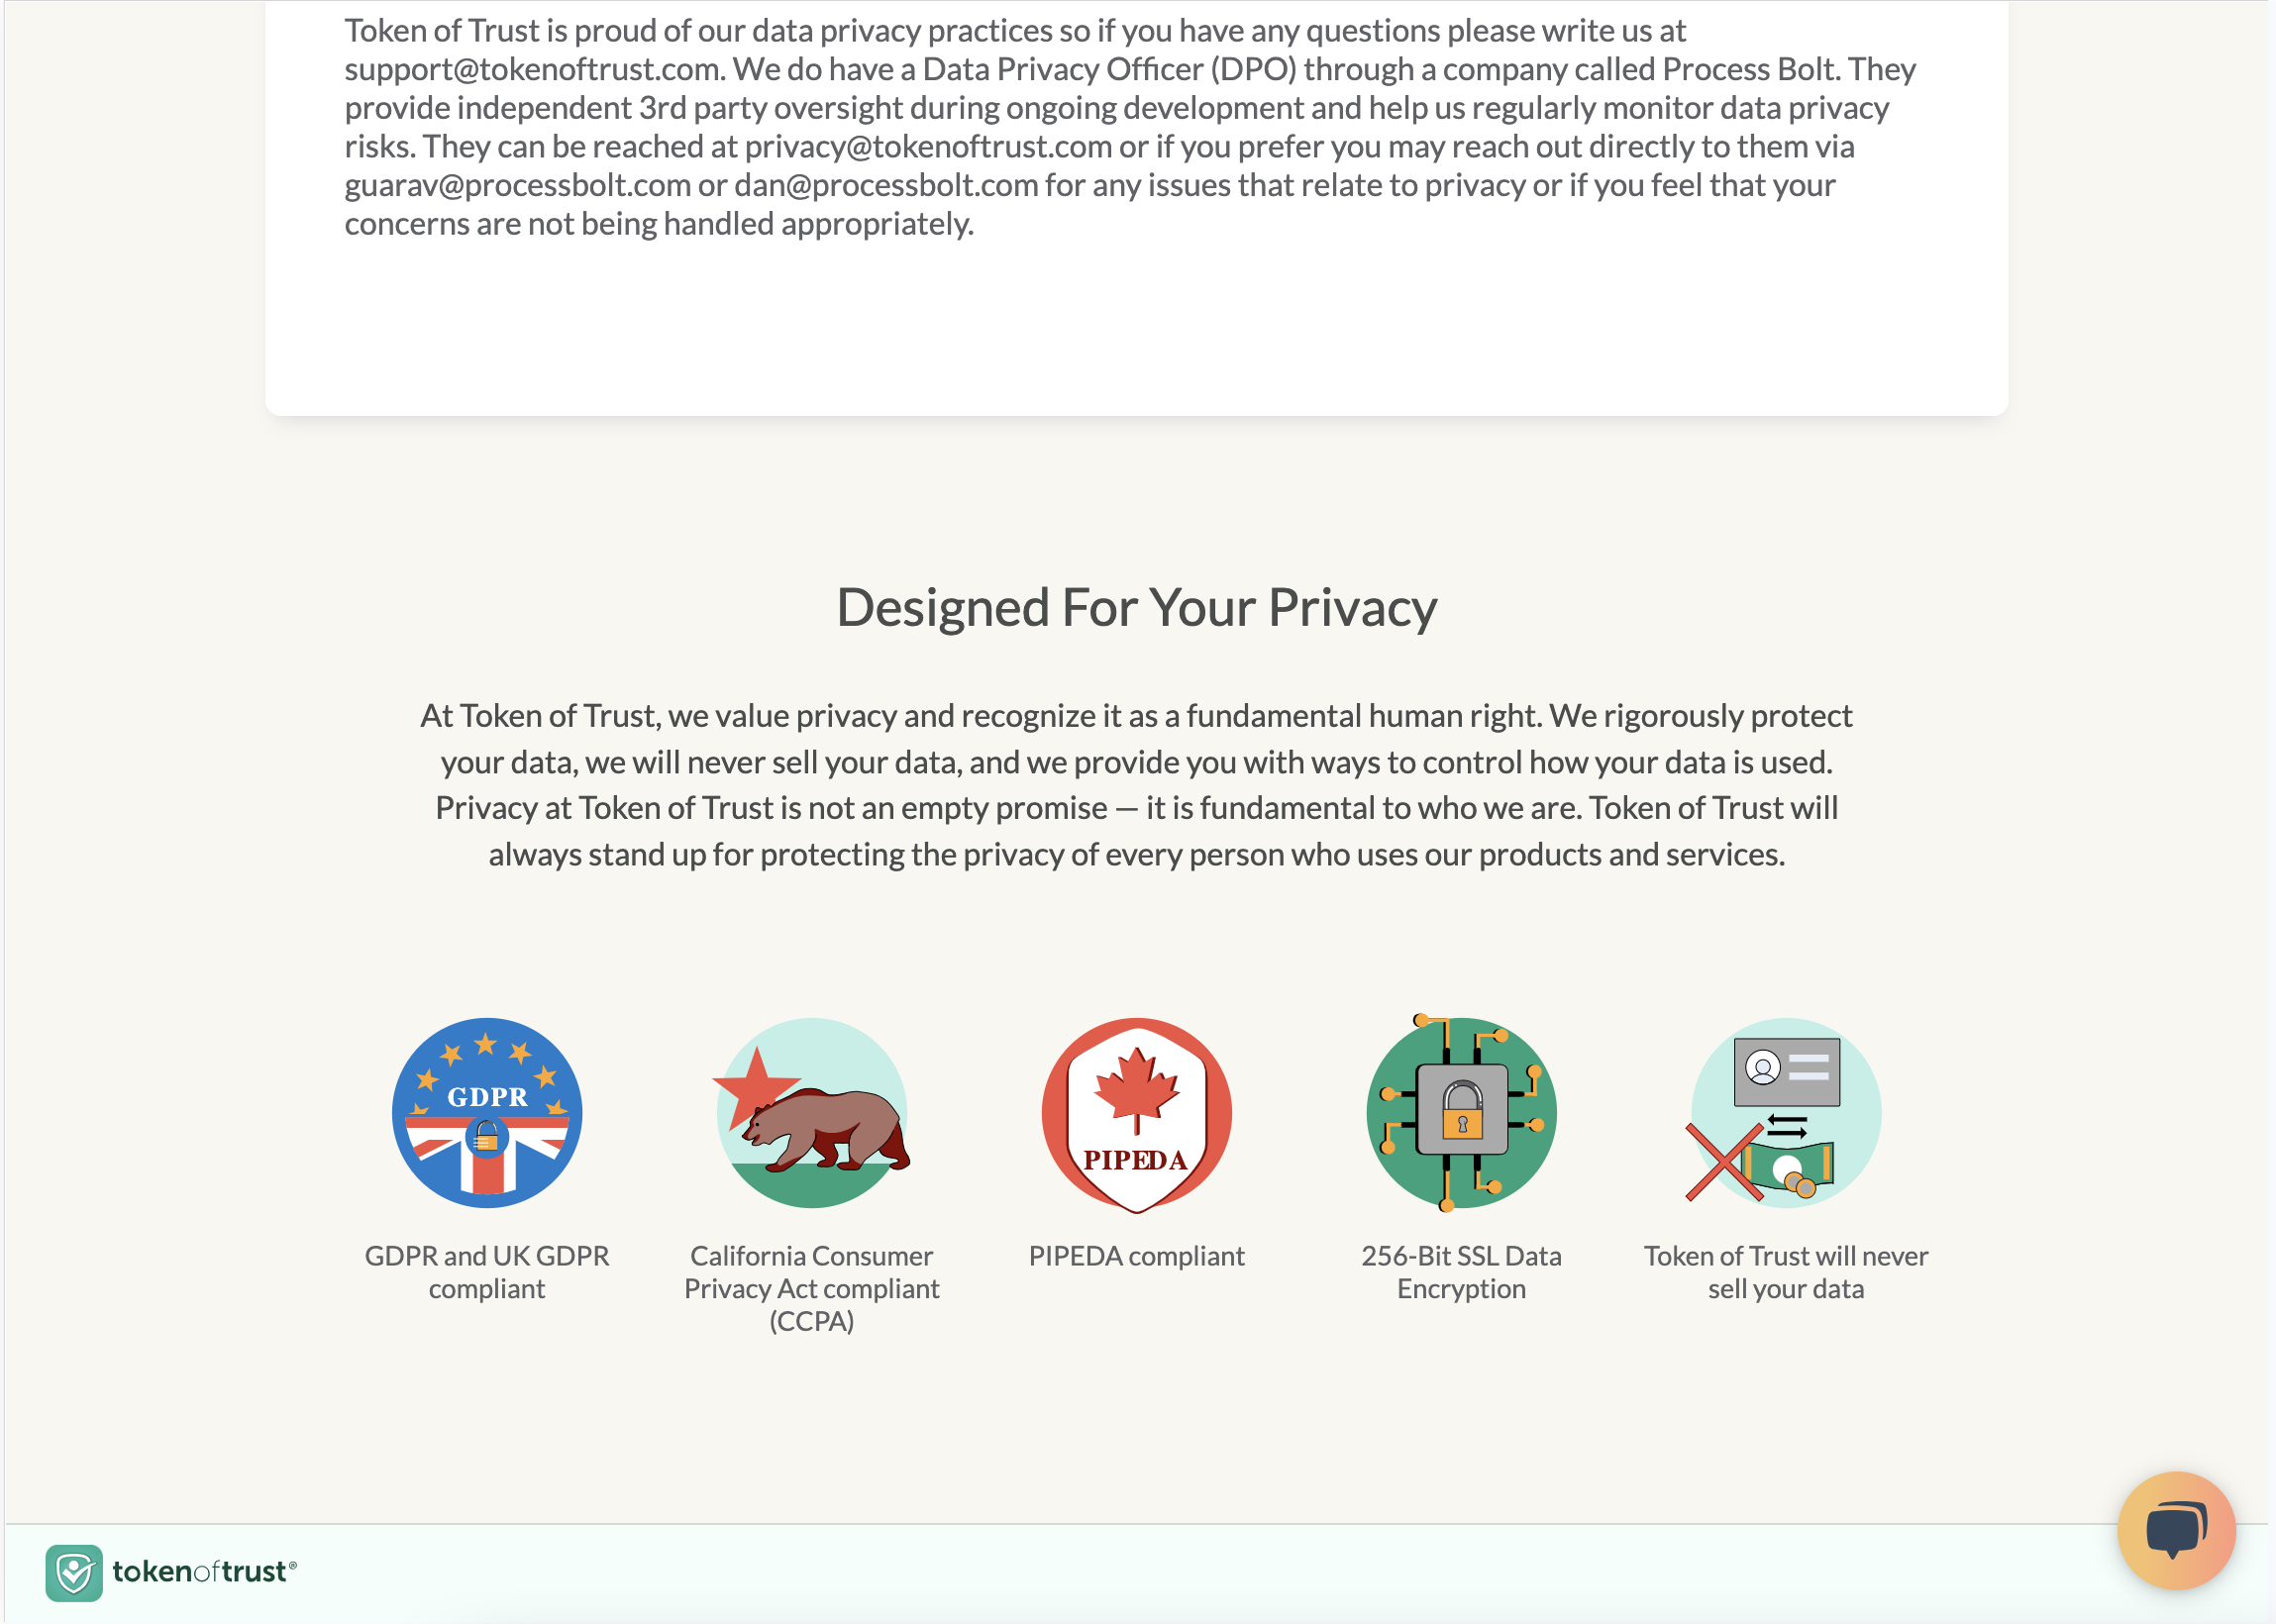 Token of Trust is proud of our data privacy practices so if you have any questions please write us at
support@tokenoftrust.com. We do have a Data Privacy Officer (DPO) through a company called Process Bolt. They
provide independent 3rd party oversight during ongoing development and help us regularly monitor data privacy
risks. They can be reached at privacy@tokenoftrust.com or if you prefer you may reach out directly to them via
guarav@processbolt.com or dan@processbolt.com for any issues that relate to privacy or if you feel that your
concerns are not being handled appropriately.
Designed For Your Privacy
At Token of Trust, we value privacy and recognize it as a fundamental human right. We rigorously protect
your data, we will never sell your data, and we provide you with ways to control how your data is used.
Privacy at Token of Trust is not an empty promise — it is fundamental to who we are. Token of Trust will
always stand up for protecting the privacy of every person who uses our products and services.
GDPR
GDPR and UK GDPR
compliant
California Consumer
Privacy Act compliant
(CCPA)
PIPEDA
PIPEDA compliant
256-Bit SSL Data
Encryption
Token of Trust will never
sell your data
tokenoftrust®